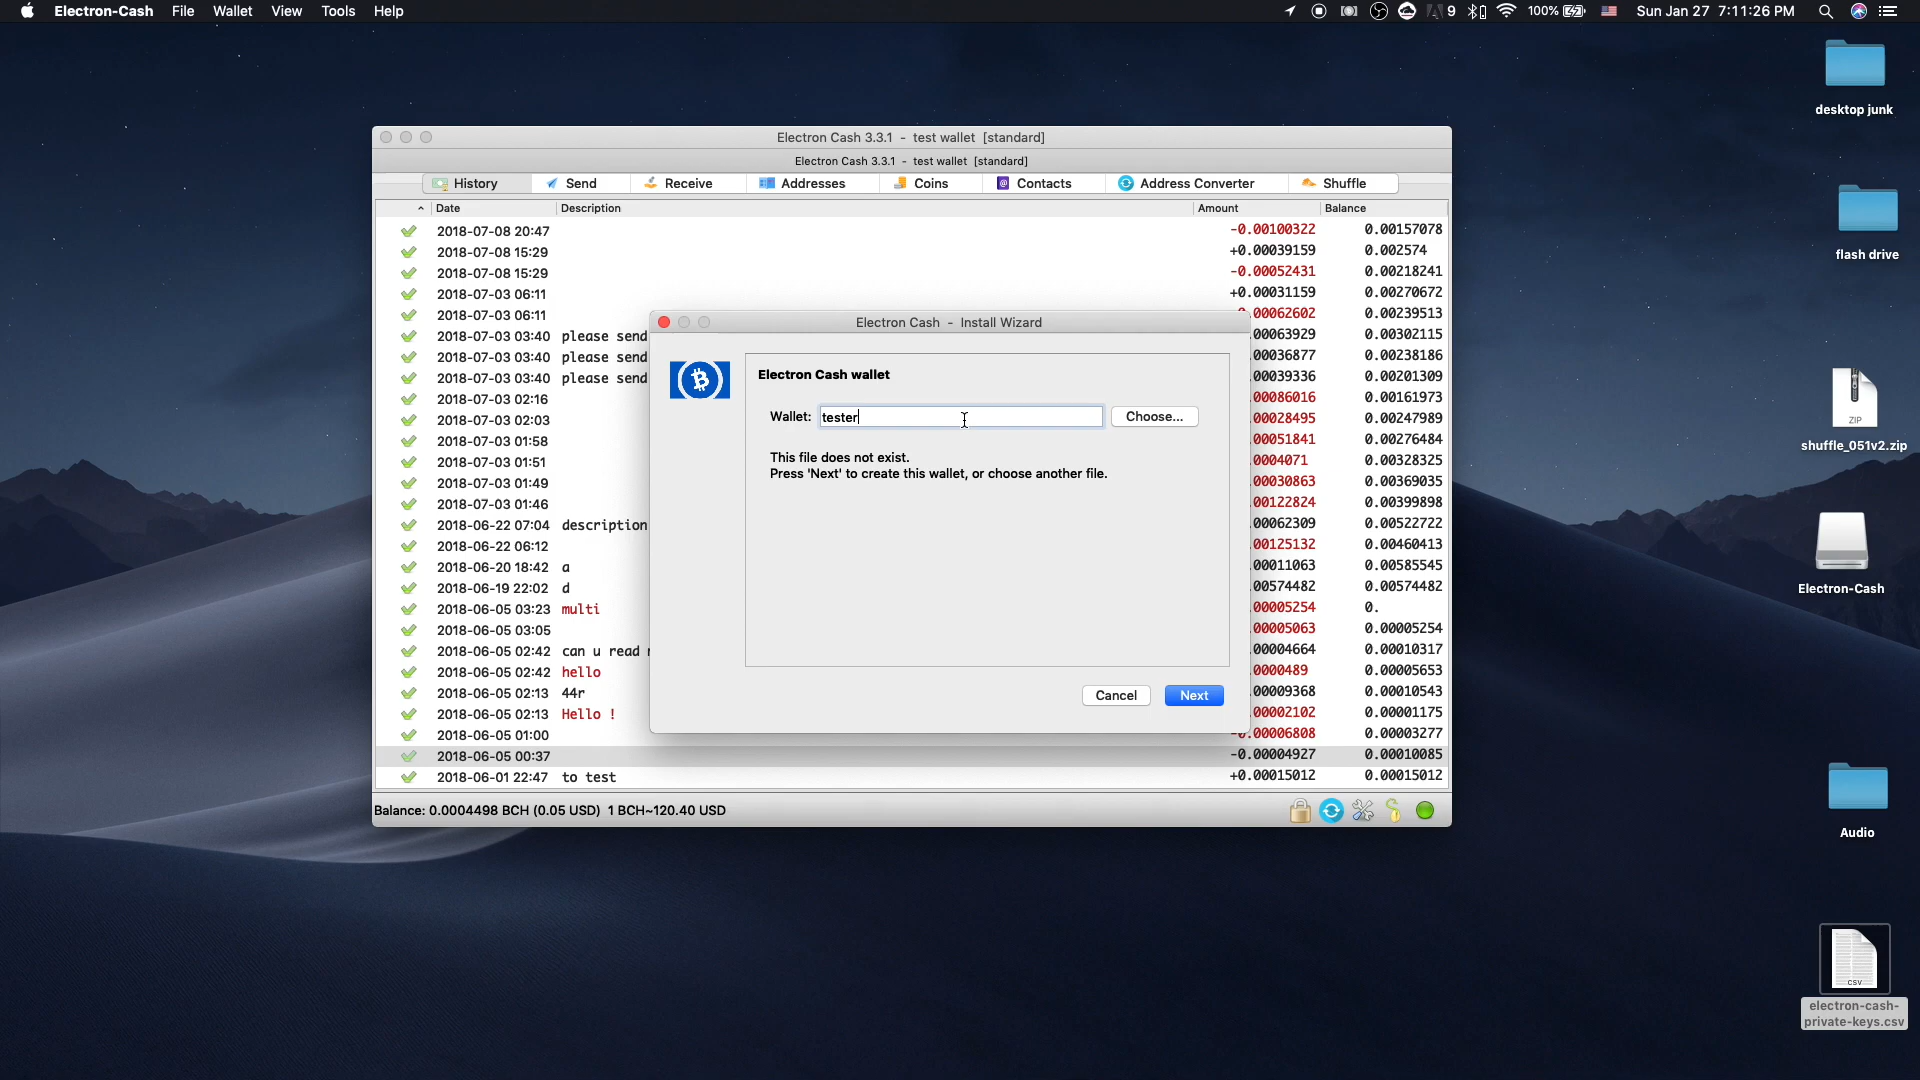 Electron-Cash File Wallet View Tools Help
9 100% Sun Jan 27 7:11:26 PM
desktop junk
flash drive
ZIP
shuffle_051v2.zip
Electron-Cash
Audio
CSV
electron-cash-
private-keys.csv
Electron Cash 3.3.1 - test wallet [standard]
Electron Cash 3.3.1 - test wallet [standard]
History Send Receive Addresses Coins Contacts Address Converter Shuffle
Date Description Amount Balance
2018-07-08 20:47 -0.00100322 0.00157078
2018-07-08 15:29 +0.00039159 0.002574
2018-07-08 15:29 -0.00052431 0.00218241
2018-07-03 06:11 +0.00031159 0.00270672
2018-07-03 06:11 .00062602 0.00239513
2018-07-03 03:40 please send .00063929 0.00302115
2018-07-03 03:40 please send .00036877 0.00238186
2018-07-03 03:40 please send .00039336 0.00201309
2018-07-03 02:16 .00086016 0.00161973
2018-07-03 02:03 .00028495 0.00247989
2018-07-03 01:58 .00051841 0.00276484
2018-07-03 01:51 .0004071 0.00328325
2018-07-03 01:49 .00030863 0.00369035
2018-07-03 01:46 .00122824 0.00399898
2018-06-22 07:04 description .00062309 0.00522722
2018-06-22 06:12 .00125132 0.00460413
2018-06-20 18:42 a .00011063 0.00585545
2018-06-19 22:02 d .00574482 0.00574482
2018-06-05 03:23 multi .00005254 0.
2018-06-05 03:05 .00005063 0.00005254
2018-06-05 02:42 can u read .00004664 0.00010317
2018-06-05 02:42 hello .0000489 0.00005653
2018-06-05 02:13 44r .00009368 0.00010543
2018-06-05 02:13 Hello ! .00002102 0.00001175
2018-06-05 01:00 -0.00006808 0.00003277
2018-06-05 00:37 -0.00004927 0.00010085
2018-06-01 22:47 to test +0.00015012 0.00015012
Balance: 0.0004498 BCH (0.05 USD) 1 BCH~120.40 USD
Electron Cash - Install Wizard
Electron Cash wallet
Wallet: tester Choose...
This file does not exist.
Press 'Next' to create this wallet, or choose another file.
Cancel Next